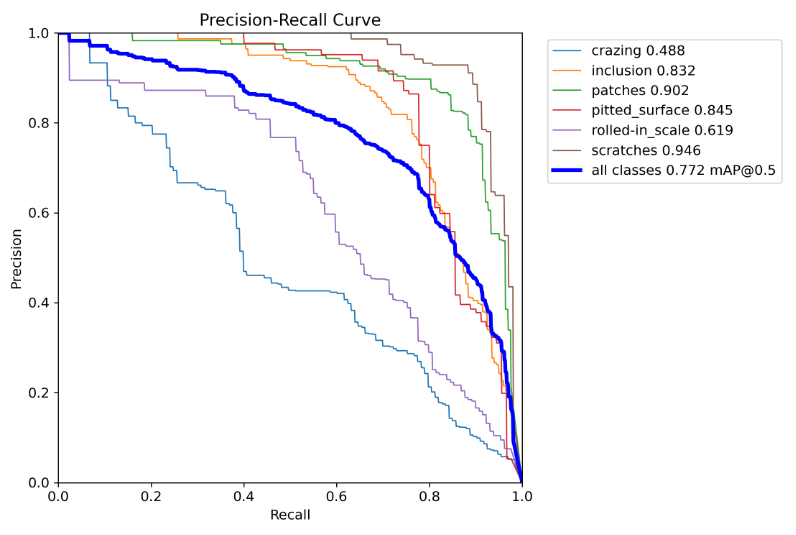 Precision-Recall Curve
1.0
0.8
0.6
0.4
0.2
0.0
Precision
0.0 0.2 0.4 0.6 0.8 1.0
Recall
crazing 0.488
inclusion 0.832
patches 0.902
pitted_surface 0.845
rolled-in_scale 0.619
scratches 0.946
all classes 0.772 mAP@0.5